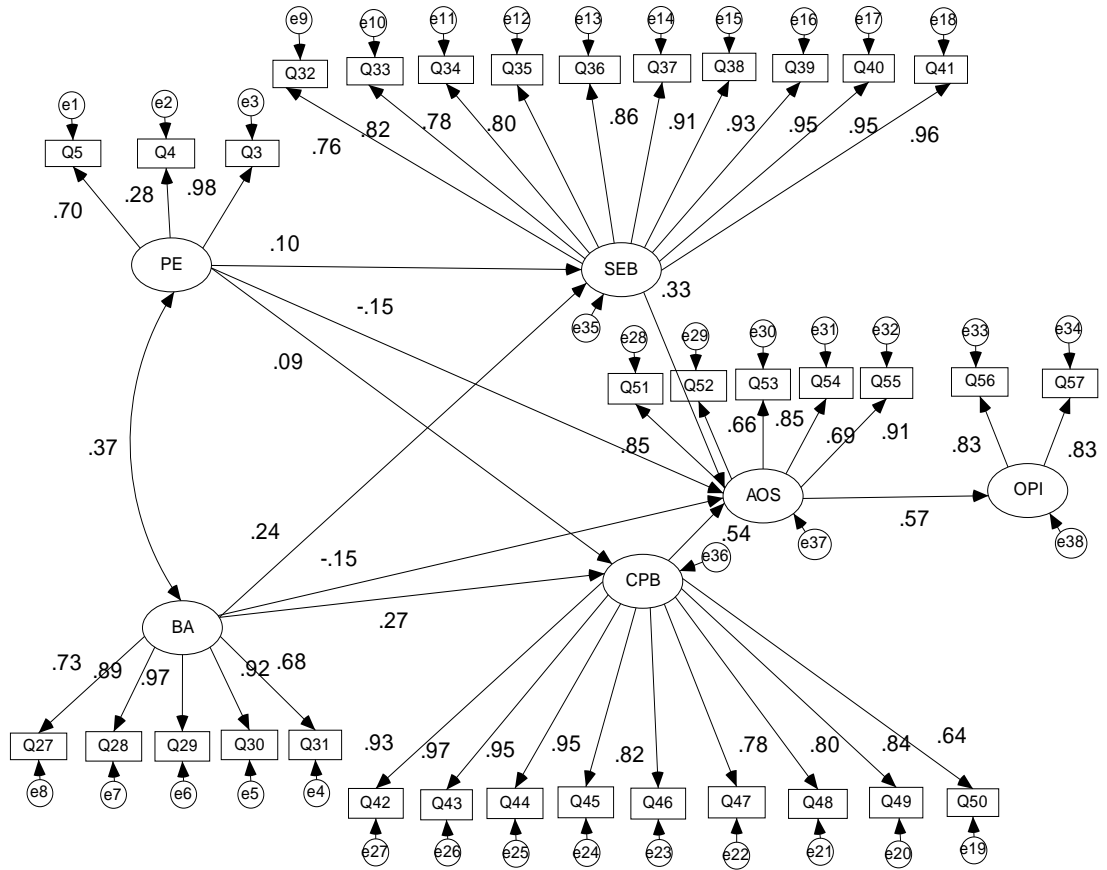 e9 e10 e11 e12 e13 e14 e15 e16 e17 e18
Q32 Q33 Q34 Q35 Q36 Q37 Q38 Q39 Q40 Q41
e1 e2 e3
Q5 Q4 Q3
.76 .82 .78 .80 .86 .91 .93 .95 .95 .96
.70 .28 .98
PE
.10
SEB
-.15
.33
e35
.09
e28 e29 e30 e31 e32 e33 e34
Q51 Q52 Q53 Q54 Q55 Q56 Q57
.85 .66 .85 .69 .91 .83 .83
.37
AOS
OPI
.57
.24
-.15
.54
e36
e37
e38
CPB
.27
BA
.73 .89 .97 .92 .68
Q27 Q28 Q29 Q30 Q31
e8 e7 e6 e5 e4
.93 .97 .95 .95 .82 .78 .80 .84 .64
Q42 Q43 Q44 Q45 Q46 Q47 Q48 Q49 Q50
e27 e26 e25 e24 e23 e22 e21 e20 e19